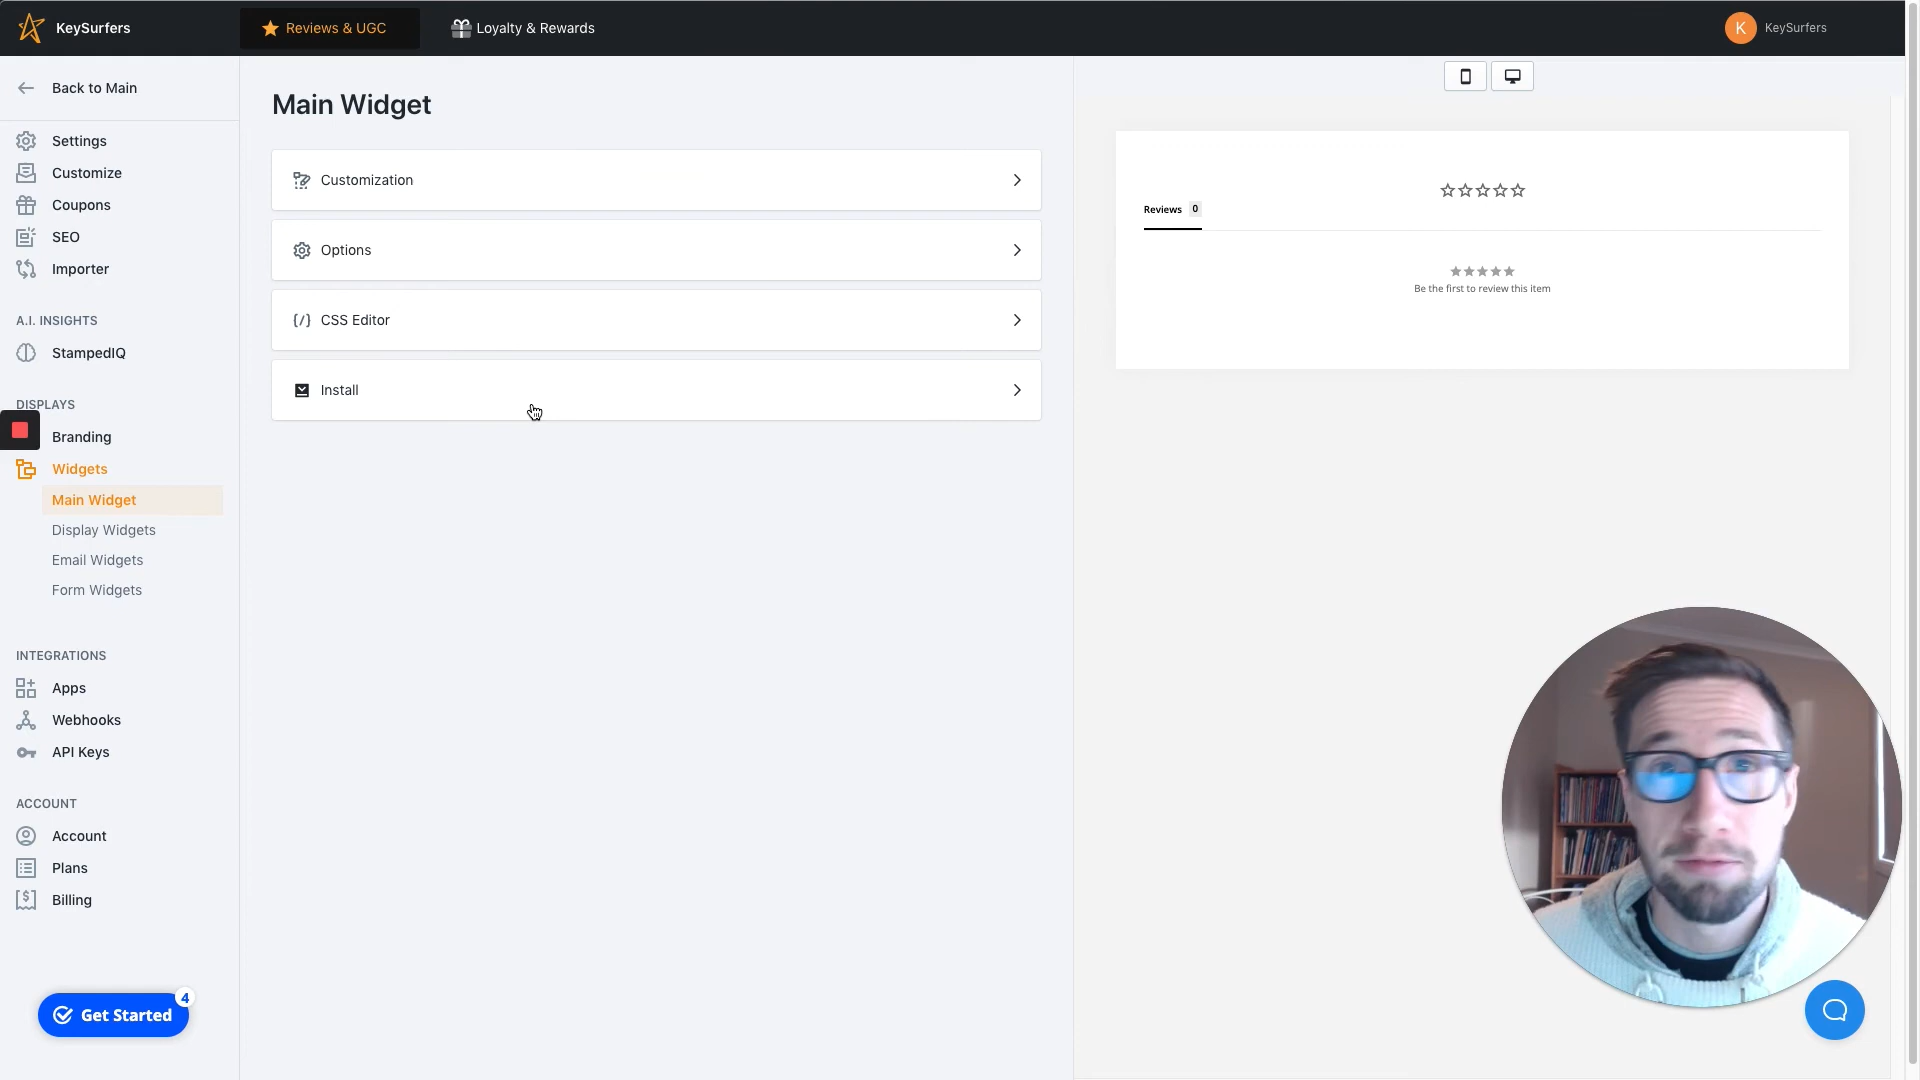 KeySurfers
Reviews & UGC
Loyalty & Rewards
K
KeySurfers
Back to Main
Settings
Customize
Coupons
SEO
Importer
A.I. INSIGHTS
StampedIQ
DISPLAYS
Branding
Widgets
Main Widget
Display Widgets
Email Widgets
Form Widgets
INTEGRATIONS
Apps
Webhooks
API Keys
ACCOUNT
Account
Plans
Billing
Get Started
4
Main Widget
Customization
Options
CSS Editor
Install
Reviews 0
Be the first to review this item